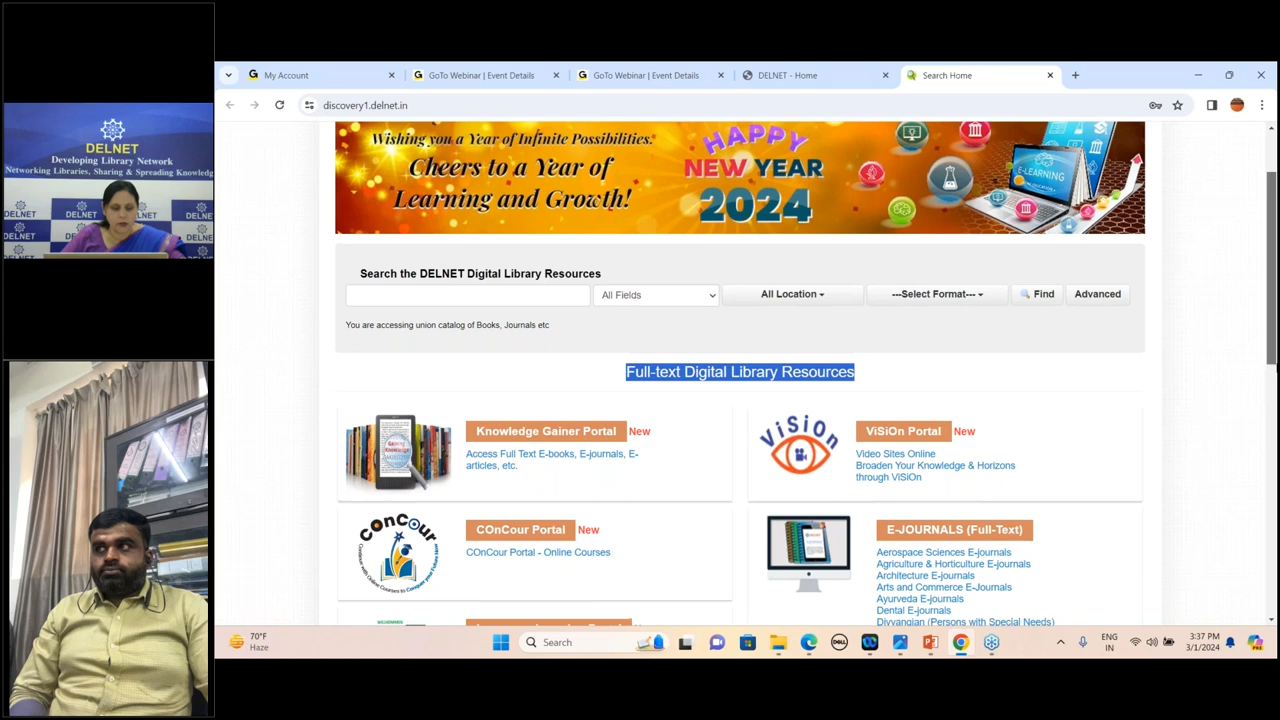 DELNET
Developing Library Network
Networking Libraries, Sharing & Spreading Knowledge
DELNET
DELNET
DELNET
DELNET
DELNET
My Account
GoTo Webinar | Event Details
GoTo Webinar | Event Details
DELNET - Home
Search Home
discovery1.delnet.in
Wishing you a Year of Infinite Possibilities.
Cheers to a Year of
Learning and Growth!
HAPPY
NEW YEAR
2024
E-LEARNING
Search the DELNET Digital Library Resources
All Fields
All Location
---Select Format---
Find
Advanced
You are accessing union catalog of Books, Journals etc
Full-text Digital Library Resources
Knowledge Gainer Portal New
Access Full Text E-books, E-journals, E-
articles, etc.
ViSiOn
ViSiOn Portal New
Video Sites Online
Broaden Your Knowledge & Horizons
through ViSiOn
COnCour
COnCour Portal New
COnCour Portal - Online Courses
E-JOURNALS (Full-Text)
Aerospace Sciences E-journals
Agriculture & Horticulture E-journals
Architecture E-journals
Arts and Commerce E-Journals
Ayurveda E-journals
Dental E-journals
Divyangjan (Persons with Special Needs)
70°F
Haze
Search
DELL
ENG
IN
3:37 PM
3/1/2024